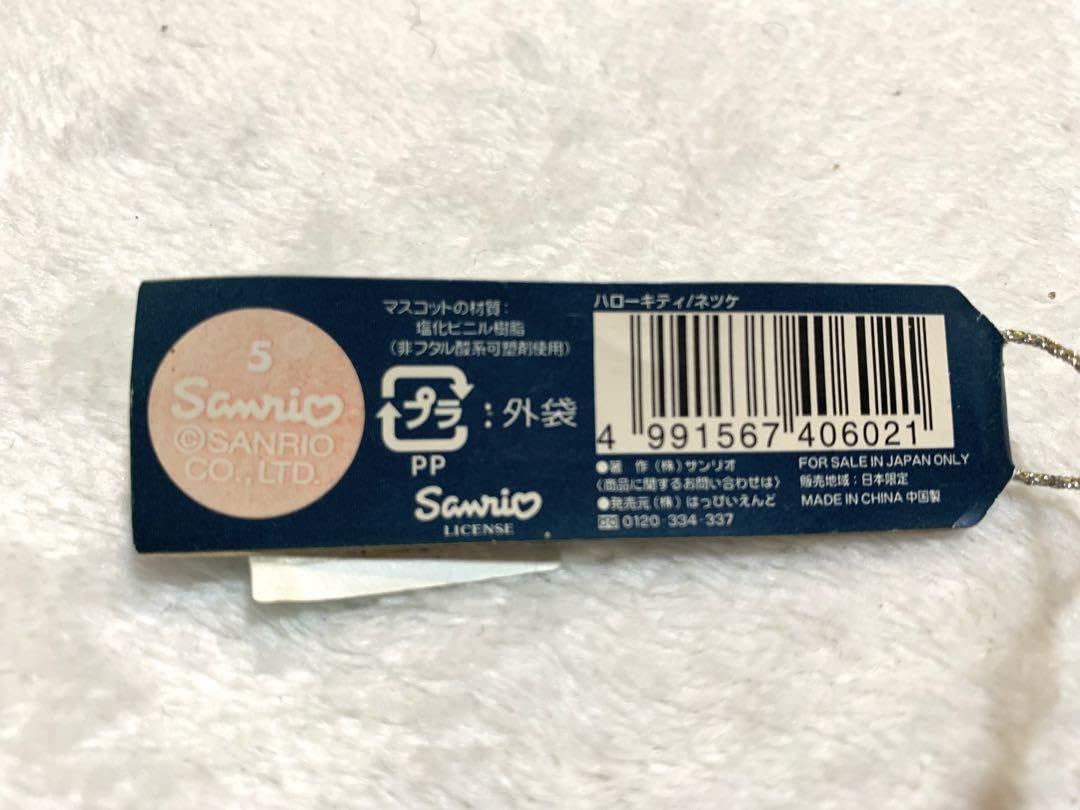 5
Sanrio
©SANRIO
CO.,LTD.
マスコットの材質:
塩化ビニル樹脂
(非フタル酸系可塑剤使用)
プラ:外袋
PP
Sanrio
LICENSE
ハローキティ/ネツケ
4 991567 406021
●著 作(株)サンリオ
〈商品に関するお問い合わせは〉
●発売元(株)はっぴいえんど
0120-334-337
FOR SALE IN JAPAN ONLY
販売地域:日本限定
MADE IN CHINA 中国製